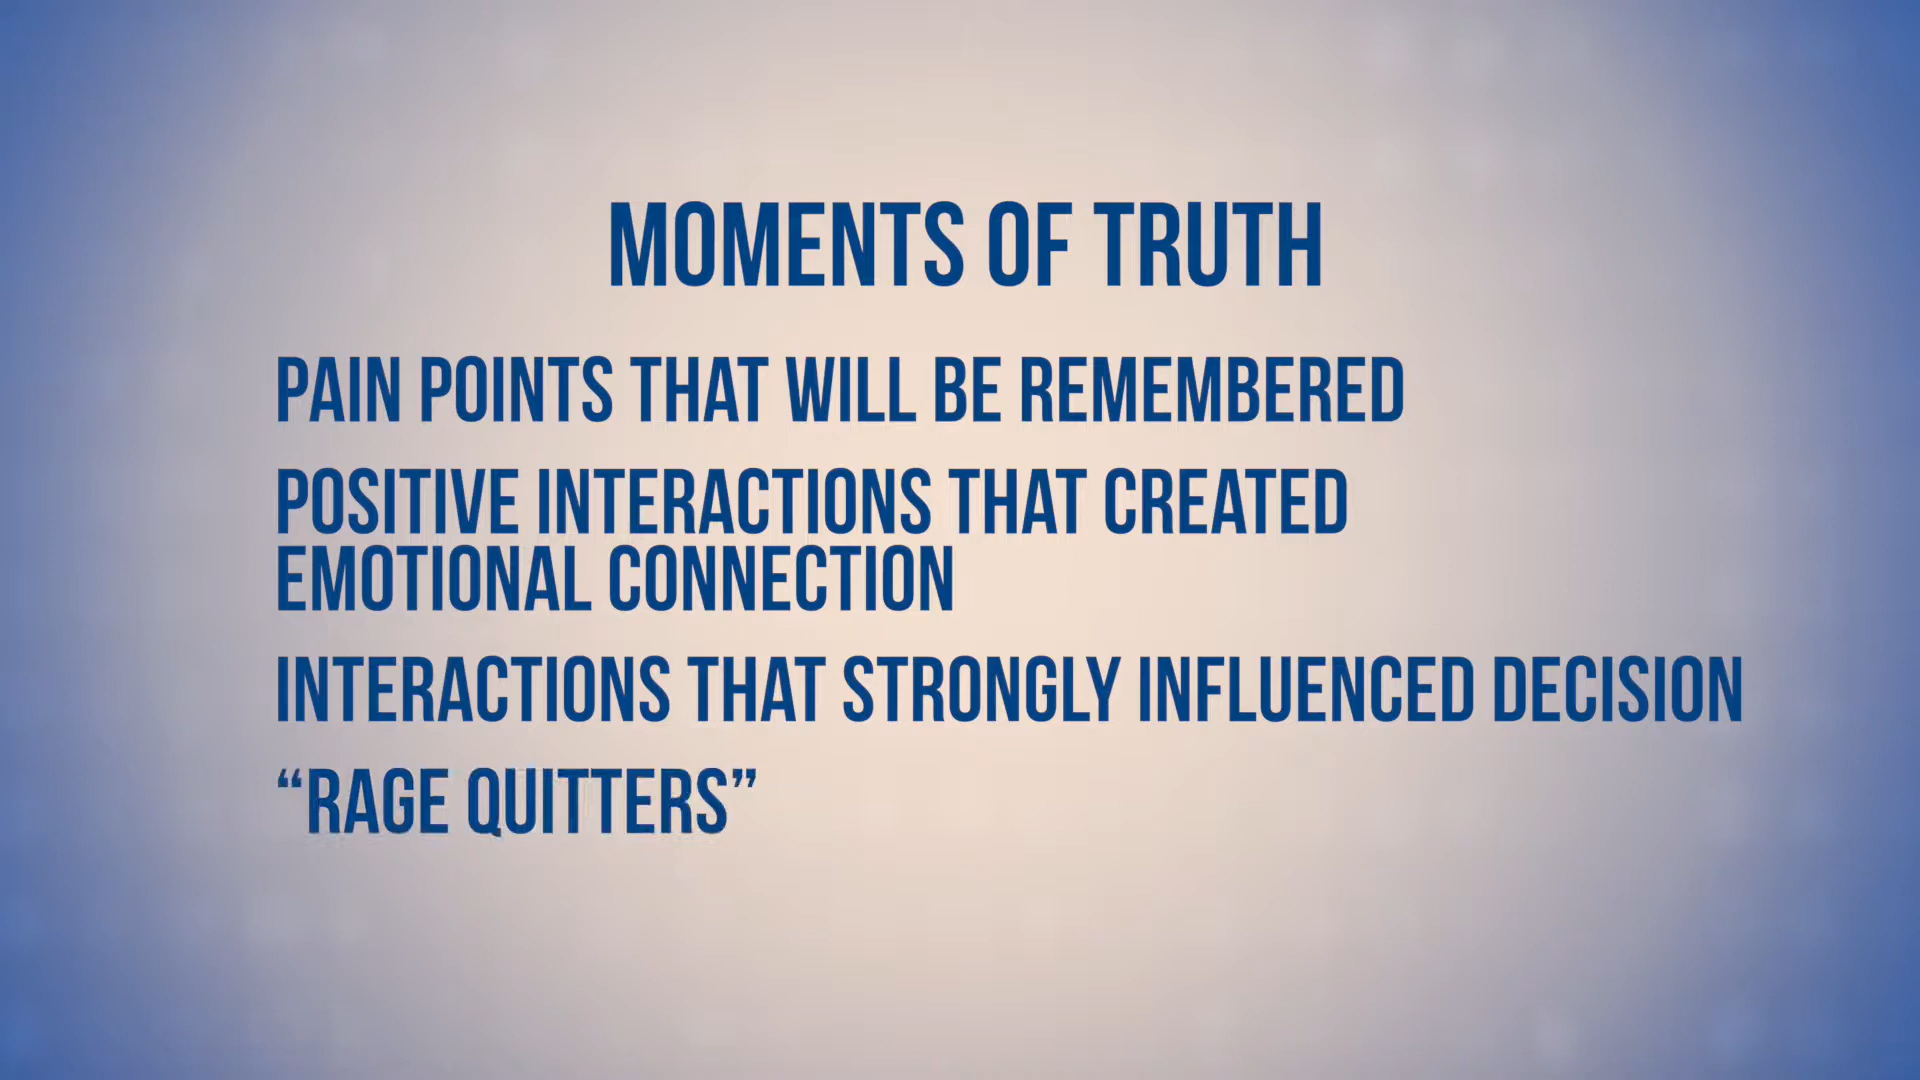 MOMENTS OF TRUTH
PAIN POINTS THAT WILL BE REMEMBERED
POSITIVE INTERACTIONS THAT CREATED
EMOTIONAL CONNECTION
INTERACTIONS THAT STRONGLY INFLUENCED DECISION
“RAGE QUITTERS”